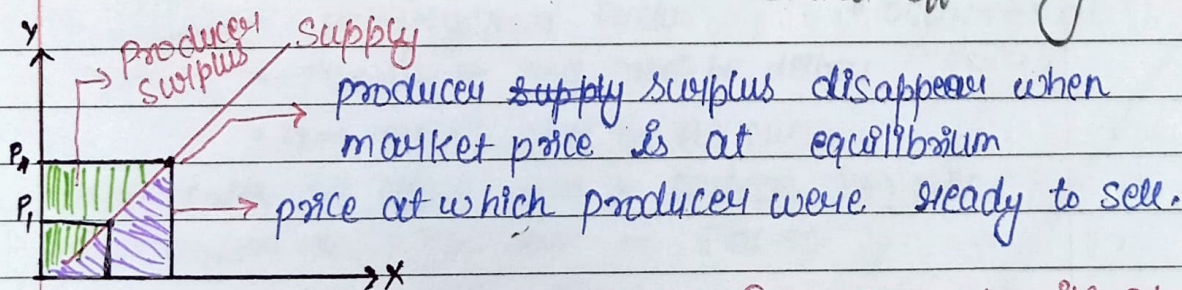 Y
producer surplus
supply
producer supply surplus disappear when
market price is at equilibrium
P
P1
price at which producer were ready to sell.
X